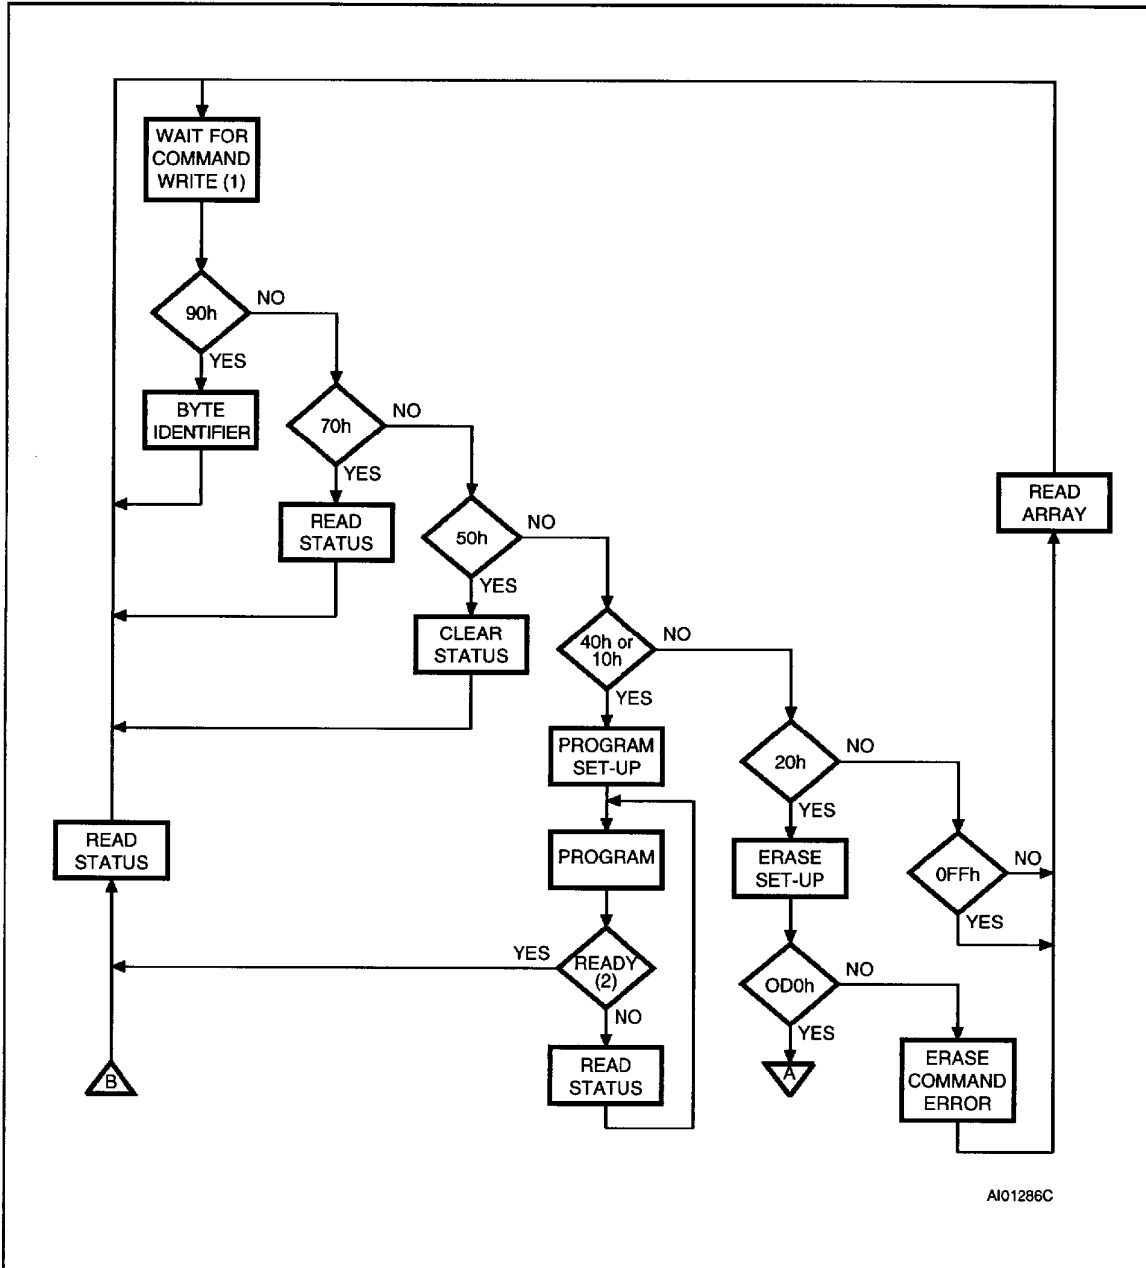 WAIT FOR
COMMAND
WRITE (1)
90h
NO
YES
BYTE
IDENTIFIER
70h
NO
YES
READ
STATUS
50h
NO
YES
CLEAR
STATUS
40h or
10h
NO
YES
PROGRAM
SET-UP
PROGRAM
READY
(2)
YES
NO
READ
STATUS
20h
NO
YES
ERASE
SET-UP
OD0h
NO
YES
A
ERASE
COMMAND
ERROR
0FFh
NO
YES
READ
ARRAY
READ
STATUS
B
AI01286C